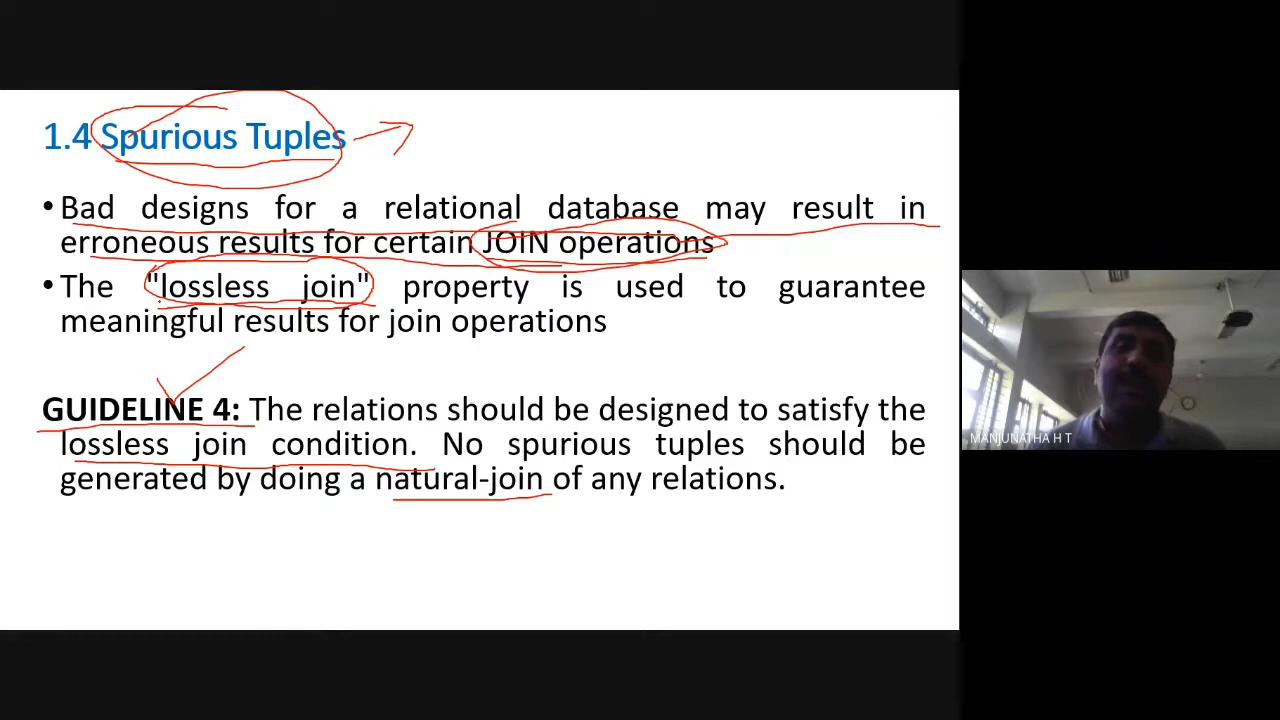 1.4 Spurious Tuples
• Bad designs for a relational database may result in
erroneous results for certain JOIN operations
• The "lossless join" property is used to guarantee
meaningful results for join operations
GUIDELINE 4: The relations should be designed to satisfy the
lossless join condition. No spurious tuples should be
generated by doing a natural-join of any relations.
MANJUNATHA H T